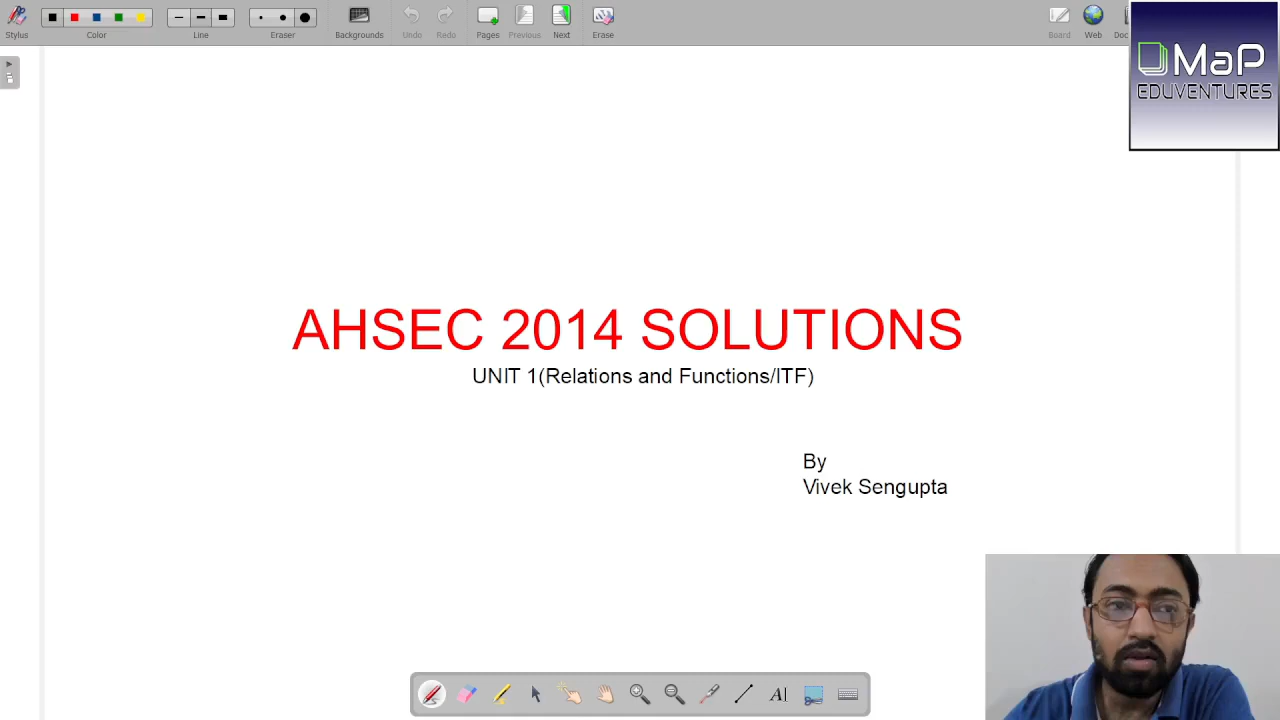 Stylus Color Line Eraser Backgrounds Undo Redo Pages Previous Next Erase Board Web
MaP
EDUVENTURES
AHSEC 2014 SOLUTIONS
UNIT 1(Relations and Functions/ITF)
By
Vivek Sengupta
AI